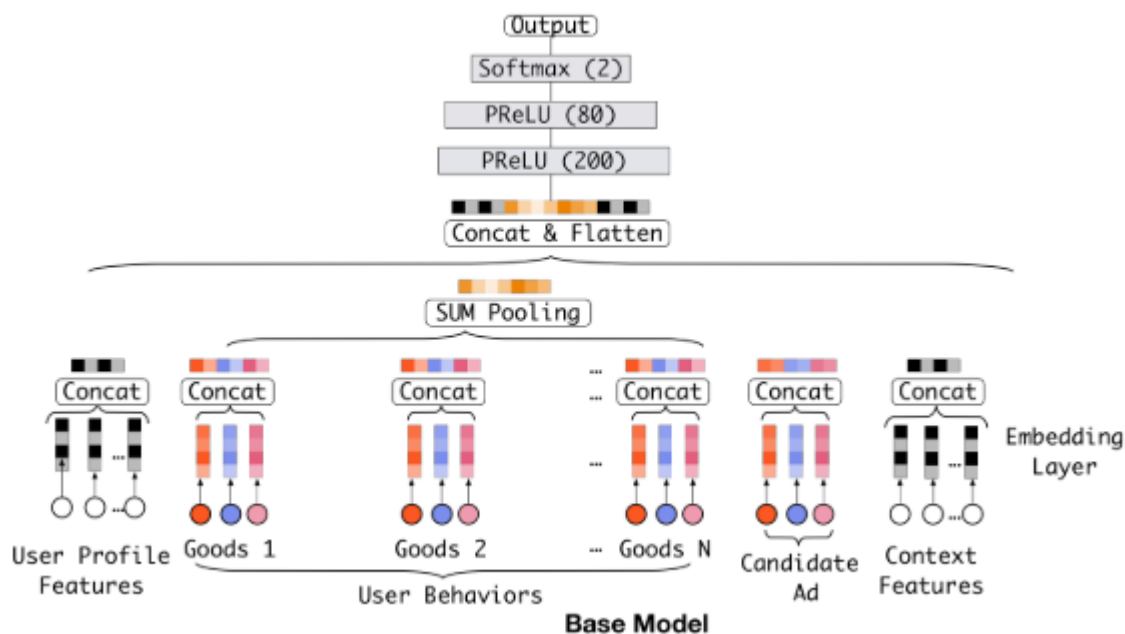 Output
Softmax (2)
PReLU (80)
PReLU (200)
Concat & Flatten
SUM Pooling
...
Concat
Concat
Concat
...
Concat
Concat
Concat
...
...
...
...
Embedding
Layer
...
...
User Profile
Features
Goods 1
Goods 2
...
Goods N
Candidate
Ad
Context
Features
User Behaviors
Base Model